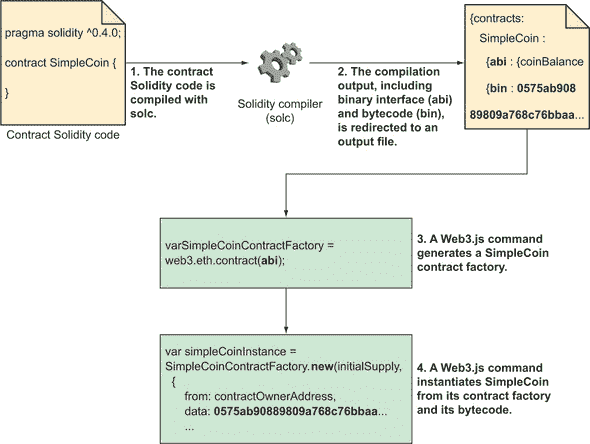 pragma solidity ^0.4.0;
contract SimpleCoin {
}
Contract Solidity code
1. The contract
Solidity code is
compiled with
solc.
Solidity compiler
(solc)
2. The compilation
output, including
binary interface (abi)
and bytecode (bin),
is redirected to an
output file.
{contracts:
SimpleCoin :
{abi : {coinBalance
{bin : 0575ab908
89809a768c76bbaa...
varSimpleCoinContractFactory =
web3.eth.contract(abi);
3. A Web3.js command
generates a SimpleCoin
contract factory.
var simpleCoinInstance =
SimpleCoinContractFactory.new(initialSupply,
{
from: contractOwnerAddress,
data: 0575ab90889809a768c76bbaa...
...
4. A Web3.js command
instantiates SimpleCoin
from its contract factory
and its bytecode.